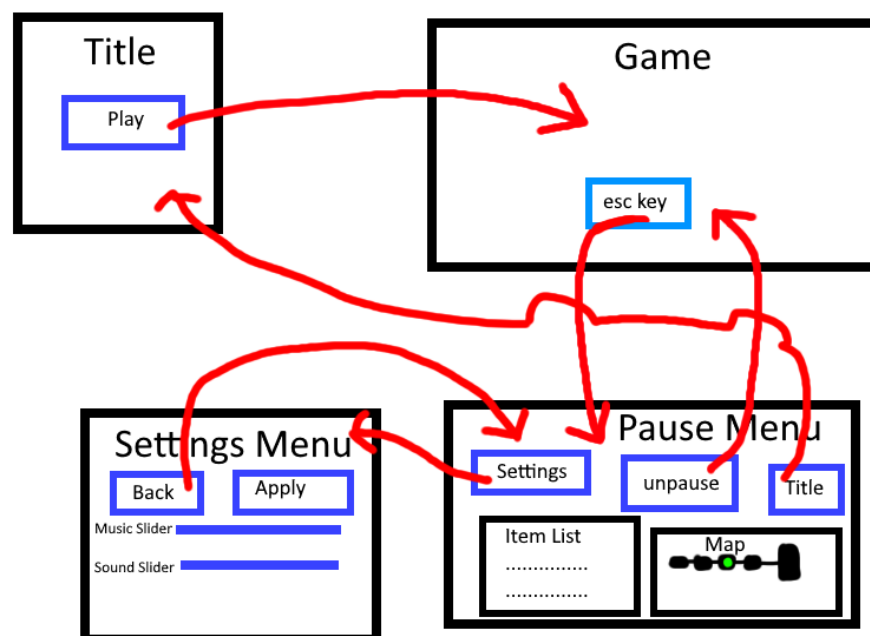 Title
Play
Game
esc key
Settings Menu
Back
Apply
Music Slider
Sound Slider
Pause Menu
Settings
unpause
Title
Item List
...............
...............
Map